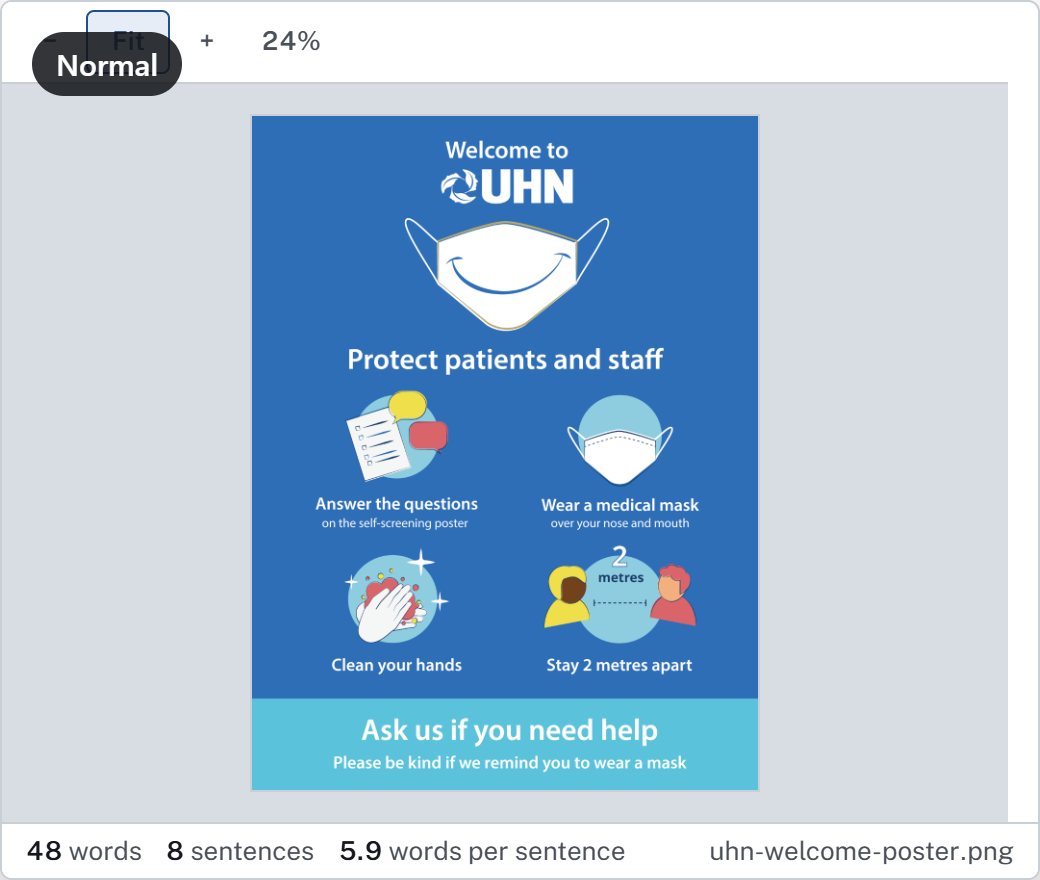 Fit
+
24%
Normal
Welcome to
UHN
Protect patients and staff
Answer the questions
on the self-screening poster
Wear a medical mask
over your nose and mouth
2
metres
Clean your hands
Stay 2 metres apart
Ask us if you need help
Please be kind if we remind you to wear a mask
48 words 8 sentences 5.9 words per sentence uhn-welcome-poster.png